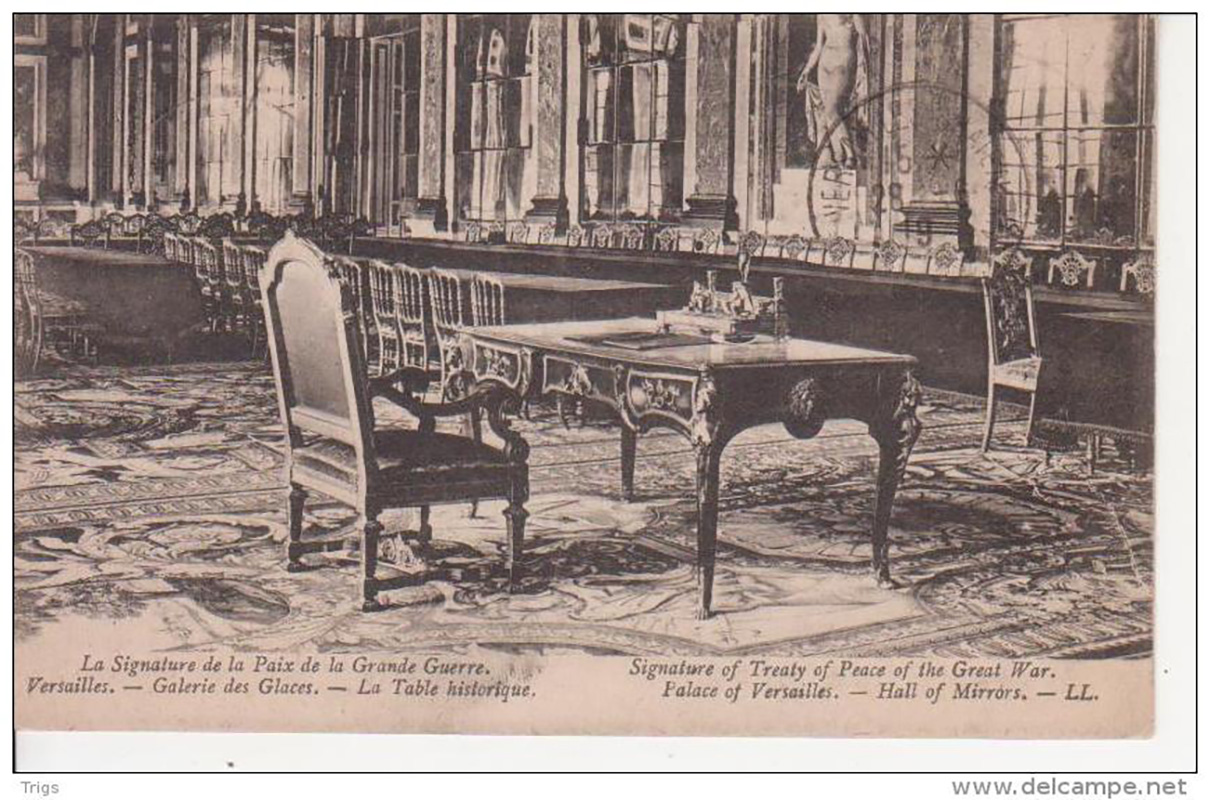 VER
La Signature de la Paix de la Grande Guerre.
Versailles. — Galerie des Glaces. — La Table historique.
Signature of Treaty of Peace of the Great War.
Palace of Versailles. — Hall of Mirrors. — LL.
Trigs
www.delcampe.net